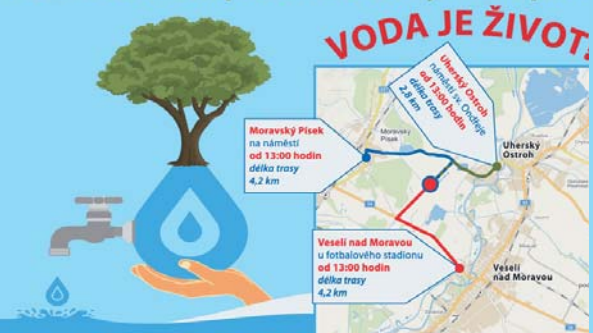 VODA JE ŽIVOT!
Uherský Ostroh
náměstí sv. Ondřeje
od 13:00 hodin
délka trasy
2,8 km
Moravský Písek
na náměstí
od 13:00 hodin
délka trasy
4,2 km
Moravský
Písek
Uherský
Ostroh
Veselí nad Moravou
u fotbalového stadionu
od 13:00 hodin
délka trasy
4,2 km
Veselí
nad Moravou